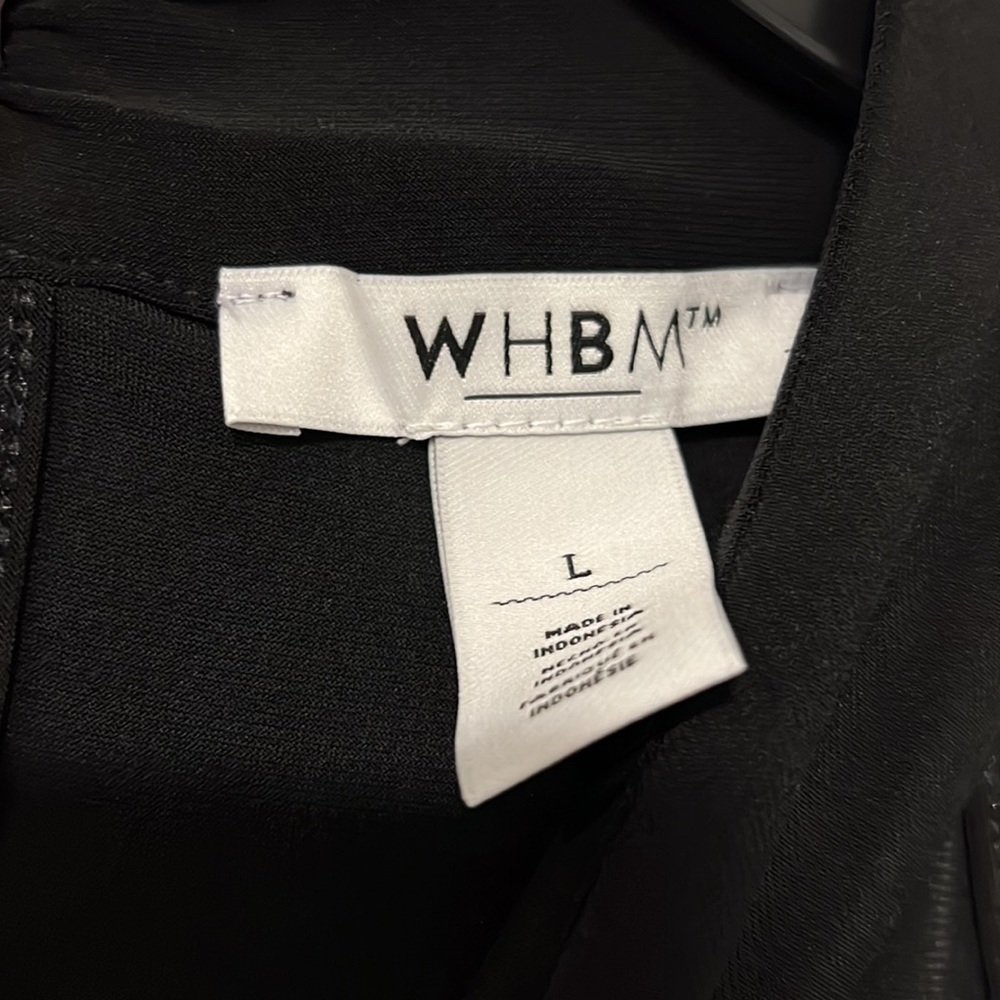 WHBM™
L
MADE IN
INDONESIA
HECHO EN
INDONESIA
FABRIQUÉ EN
INDONÉSIE